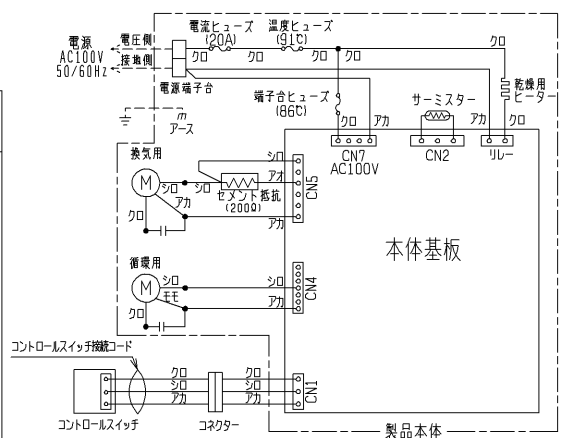 電流ヒューズ
(20A)
温度ヒューズ
(91℃)
電源
AC100V
50/60Hz
電圧側
接地側
クロ
クロ
クロ
クロ
クロ
電源端子台
端子台ヒューズ
(86℃)
乾燥用
ヒーター
サーミスター
クロ
アカ
アカ
クロ
CN7
AC100V
CN2
リレー
アース
換気用
M
シロ
シロ
アカ
クロ
セメント抵抗
(200Ω)
シロ
アオ
アカ
CN5
本体基板
循環用
M
シロ
モモ
クロ
シロ
アカ
CN4
コントロールスイッチ接続コード
クロ
シロ
アカ
クロ
シロ
アカ
CN1
コントロールスイッチ
コネクター
製品本体